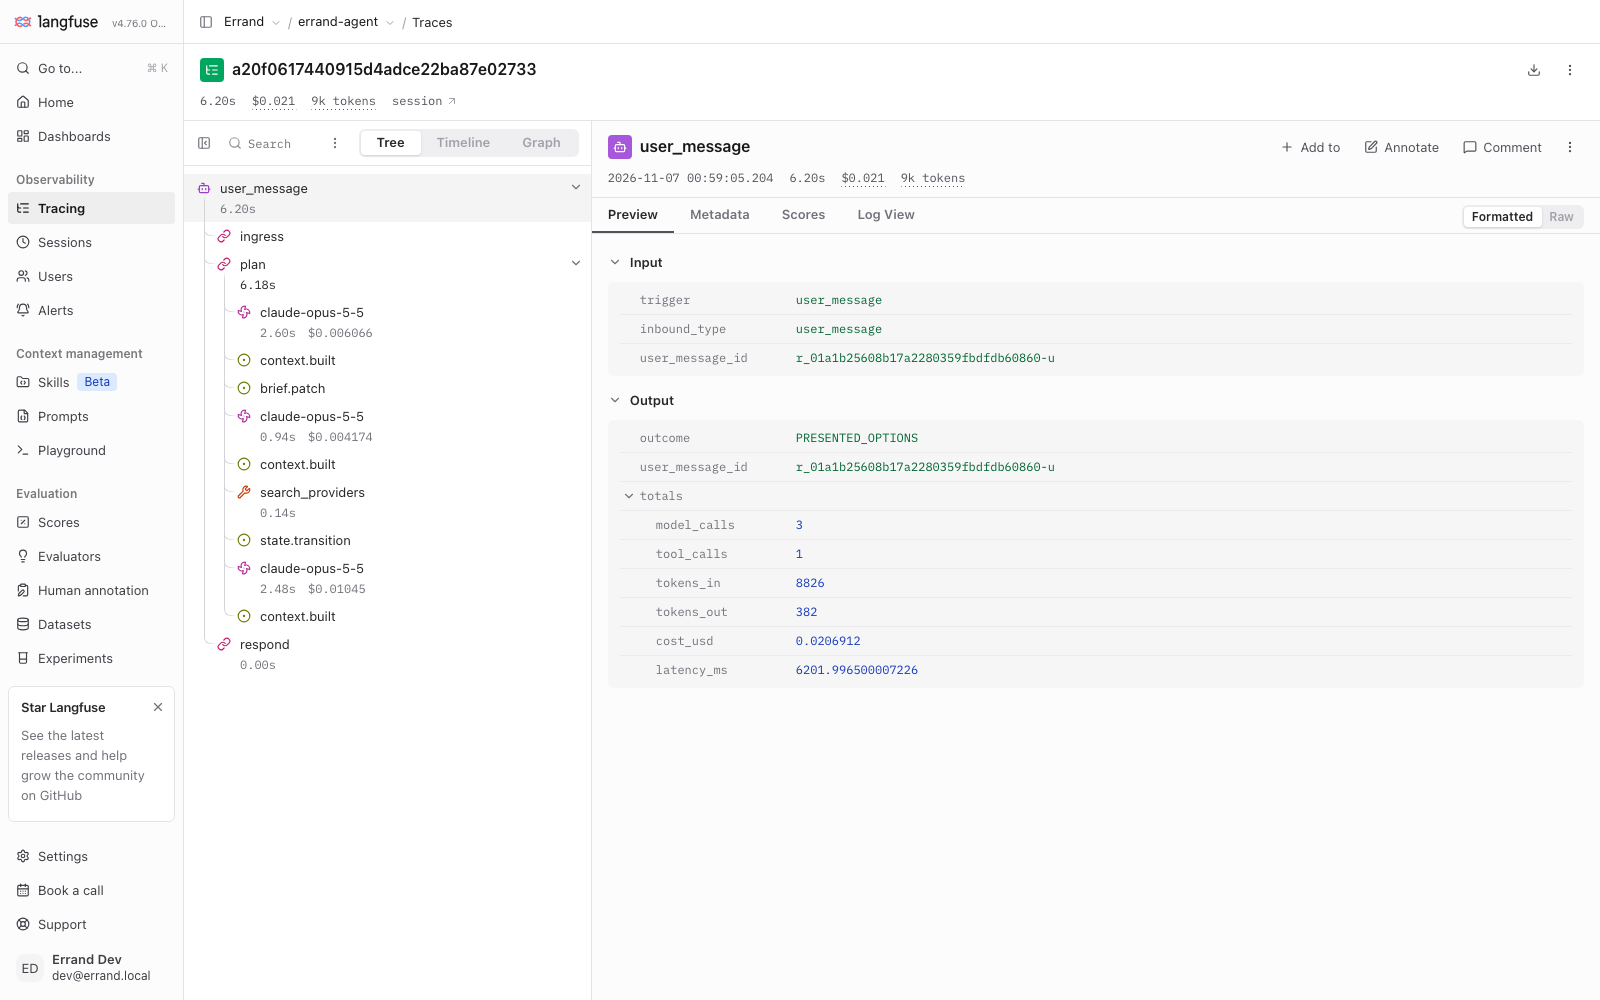 langfuse
v4.76.0 O...
Go to...
⌘ K
Home
Dashboards
Observability
Tracing
Sessions
Users
Alerts
Context management
Skills Beta
Prompts
Playground
Evaluation
Scores
Evaluators
Human annotation
Datasets
Experiments
Star Langfuse
See the latest
releases and help
grow the community
on GitHub
Settings
Book a call
Support
ED
Errand Dev
dev@errand.local
Errand / errand-agent / Traces
a20f0617440915d4adce22ba87e02733
6.20s $0.021 9k tokens session
Search
Tree Timeline Graph
user_message
6.20s
ingress
plan
6.18s
claude-opus-5-5
2.60s $0.006066
context.built
brief.patch
claude-opus-5-5
0.94s $0.004174
context.built
search_providers
0.14s
state.transition
claude-opus-5-5
2.48s $0.01045
context.built
respond
0.00s
user_message
Add to Annotate Comment
2026-11-07 00:59:05.204 6.20s $0.021 9k tokens
Preview Metadata Scores Log View
Formatted Raw
Input
trigger user_message
inbound_type user_message
user_message_id r_01a1b25608b17a2280359fbdfdb60860-u
Output
outcome PRESENTED_OPTIONS
user_message_id r_01a1b25608b17a2280359fbdfdb60860-u
totals
model_calls 3
tool_calls 1
tokens_in 8826
tokens_out 382
cost_usd 0.0206912
latency_ms 6201.996500007226